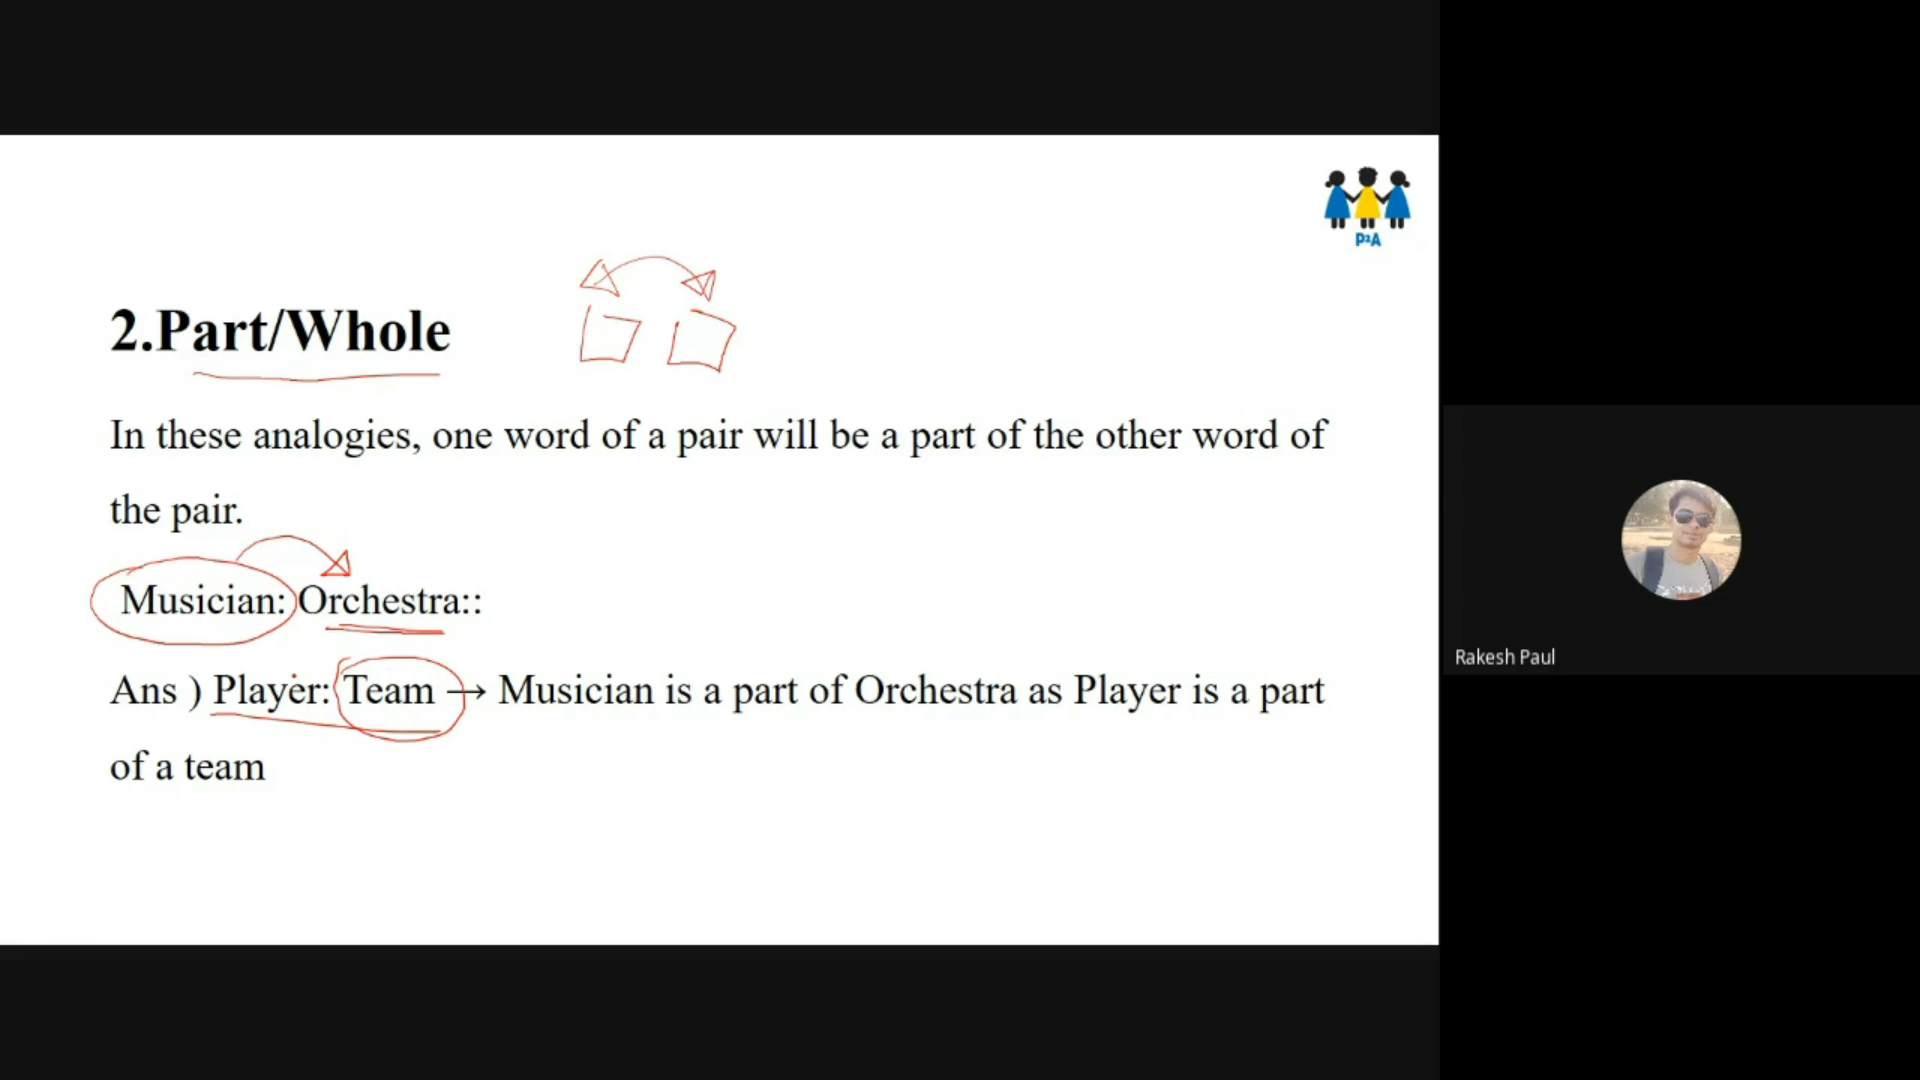 P²A
2.Part/Whole
In these analogies, one word of a pair will be a part of the other word of
the pair.
Musician: Orchestra::
Ans ) Player: Team → Musician is a part of Orchestra as Player is a part
of a team
Rakesh Paul